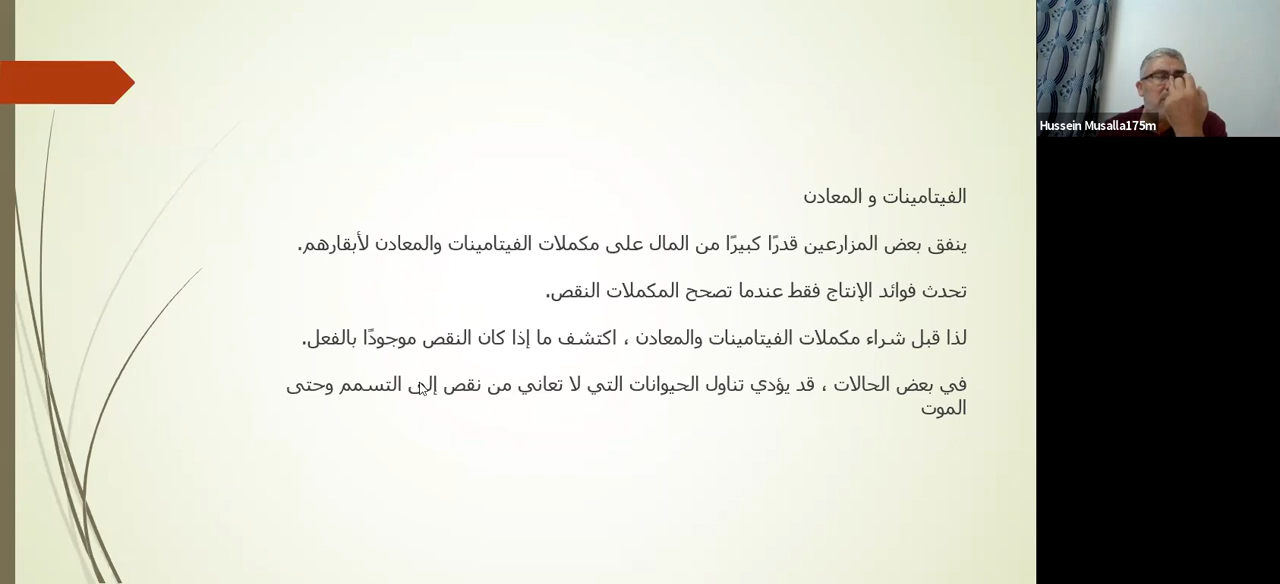 الفيتامينات و المعادن
ينفق بعض المزارعين قدرًا كبيرًا من المال على مكملات الفيتامينات والمعادن لأبقارهم.
تحدث فوائد الإنتاج فقط عندما تصحح المكملات النقص.
لذا قبل شراء مكملات الفيتامينات والمعادن ، اكتشف ما إذا كان النقص موجودًا بالفعل.
في بعض الحالات ، قد يؤدي تناول الحيوانات التي لا تعاني من نقص إلى التسمم وحتى
الموت
Hussein Musalla175m